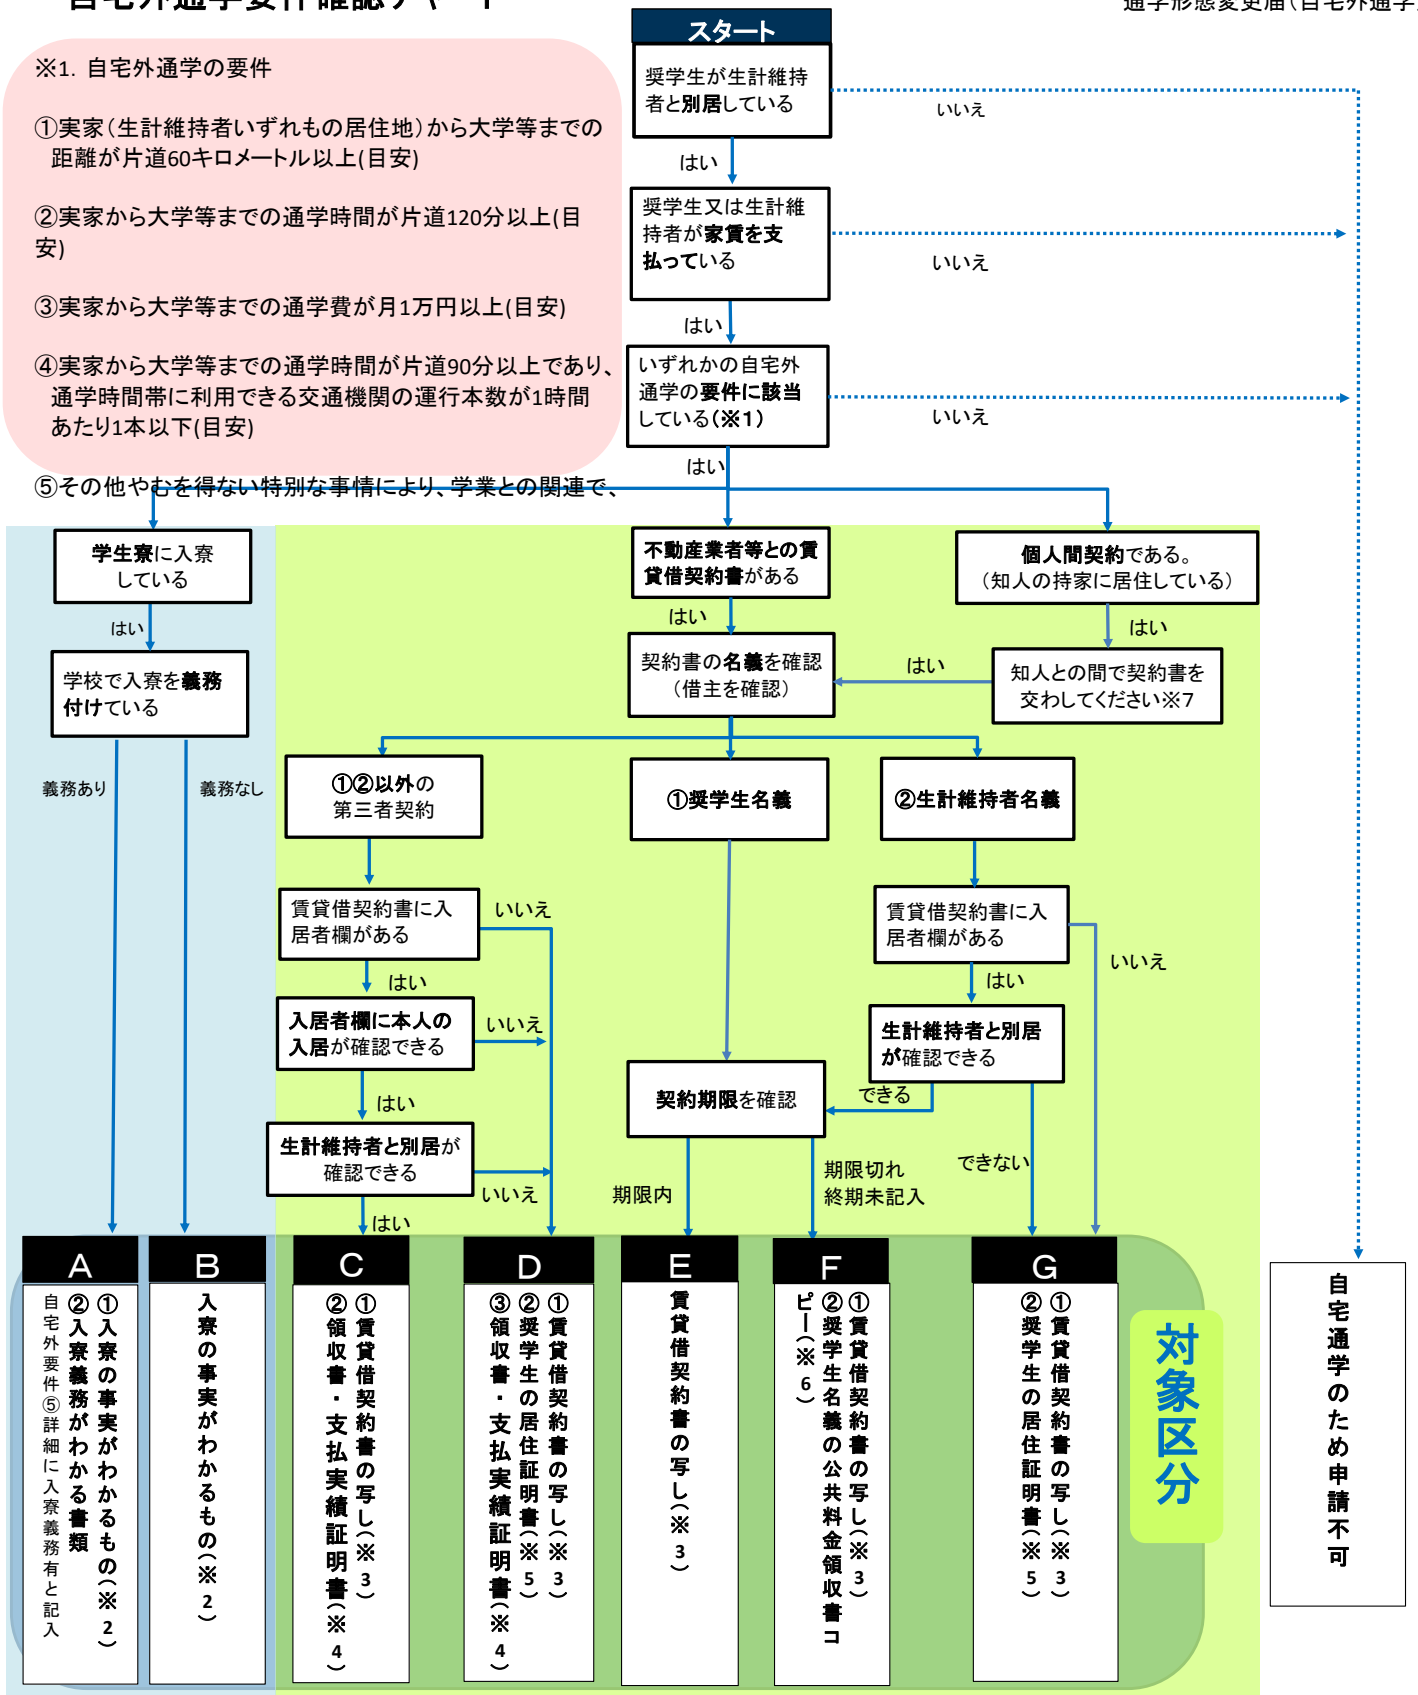 自宅外通学要件確認チャート
通学形態変更届(自宅外通学)
※1. 自宅外通学の要件
①実家(生計維持者いずれもの居住地)から大学等までの
距離が片道60キロメートル以上(目安)
②実家から大学等までの通学時間が片道120分以上(目
安)
③実家から大学等までの通学費が月1万円以上(目安)
④実家から大学等までの通学時間が片道90分以上であり、
通学時間帯に利用できる交通機関の運行本数が1時間
あたり1本以下(目安)
⑤その他やむを得ない特別な事情により、学業との関連で、
スタート
奨学生が生計維持
者と別居している
いいえ
はい
奨学生又は生計維
持者が家賃を支
払っている
いいえ
はい
いずれかの自宅外
通学の要件に該当
している(※1)
いいえ
はい
学生寮に入寮
している
はい
学校で入寮を義務
付けている
義務あり
義務なし
不動産業者等との賃
貸借契約書がある
はい
契約書の名義を確認
(借主を確認)
個人間契約である。
(知人の持家に居住している)
はい
知人との間で契約書を
交わしてください※7
はい
①②以外の
第三者契約
①奨学生名義
②生計維持者名義
賃貸借契約書に入
居者欄がある
いいえ
はい
入居者欄に本人の
入居が確認できる
いいえ
はい
生計維持者と別居が
確認できる
いいえ
はい
賃貸借契約書に入
居者欄がある
いいえ
はい
生計維持者と別居
が確認できる
できる
できない
契約期限を確認
期限内
期限切れ
終期未記入
A
①入寮の事実がわかるもの(※2)
②入寮義務がわかる書類
自宅外要件⑤詳細に入寮義務有と記入
B
入寮の事実がわかるもの(※2)
C
①賃貸借契約書の写し(※3)
②領収書・支払実績証明書(※4)
D
①賃貸借契約書の写し(※3)
②奨学生の居住証明書(※5)
③領収書・支払実績証明書(※4)
E
賃貸借契約書の写し(※3)
F
①賃貸借契約書の写し(※3)
②奨学生名義の公共料金領収書コ
ピー(※6)
G
①賃貸借契約書の写し(※3)
②奨学生の居住証明書(※5)
対象区分
自宅通学のため申請不可